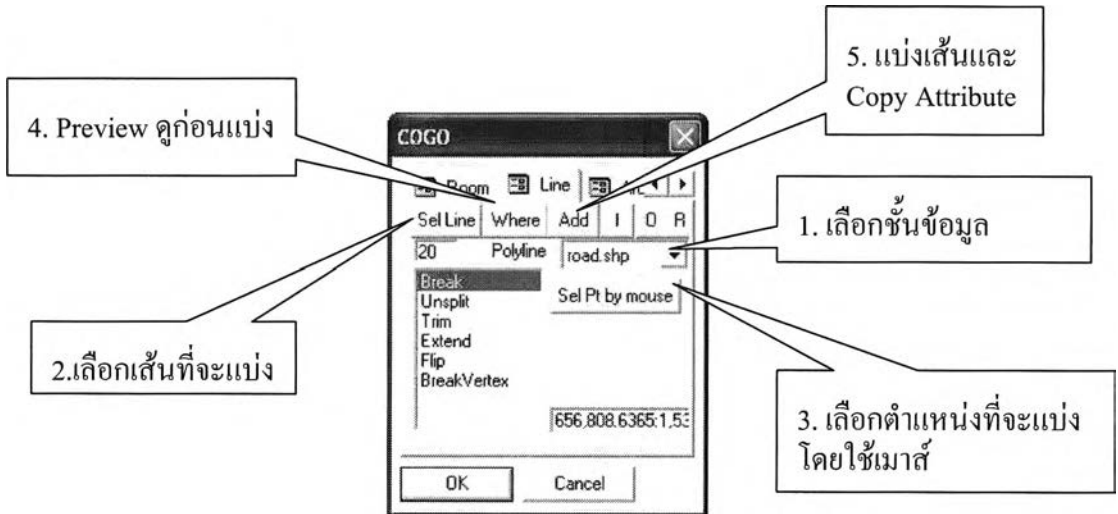 5. แบ่งเส้นและ
Copy Attribute
4. Preview ดูก่อนแบ่ง
COGO
Room Line
Sel Line Where Add I O R
1. เลือกชั้นข้อมูล
20 Polyline road.shp
Break
Sel Pt by mouse
Unsplit
Trim
Extend
Flip
BreakVertex
2.เลือกเส้นที่จะแบ่ง
656,808.6365:1,53
3. เลือกตำแหน่งที่จะแบ่ง
โดยใช้เมาส์
OK Cancel